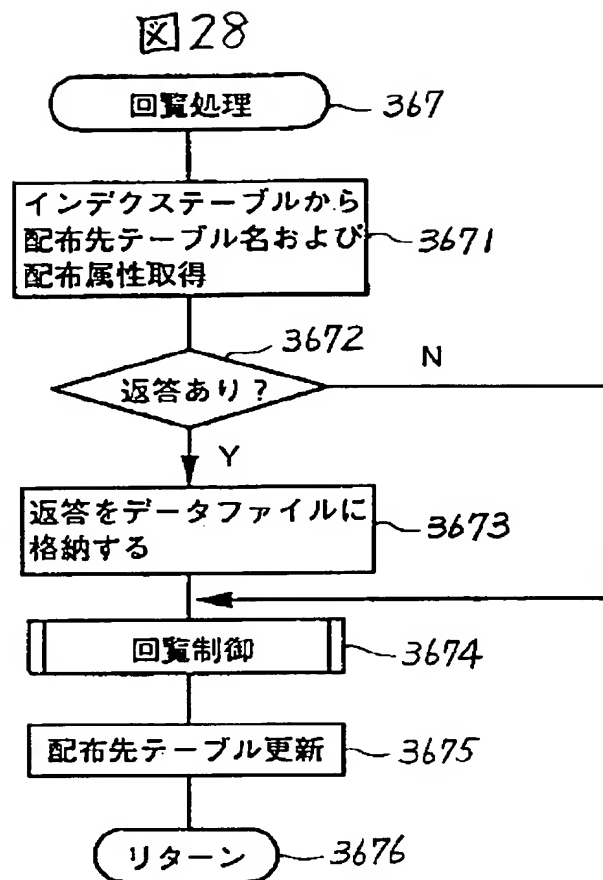 図28
回覧処理
367
インデクステーブルから
配布先テーブル名および
配布属性取得
3671
3672
返答あり?
N
Y
返答をデータファイルに
格納する
3673
回覧制御
3674
配布先テーブル更新
3675
リターン
3676